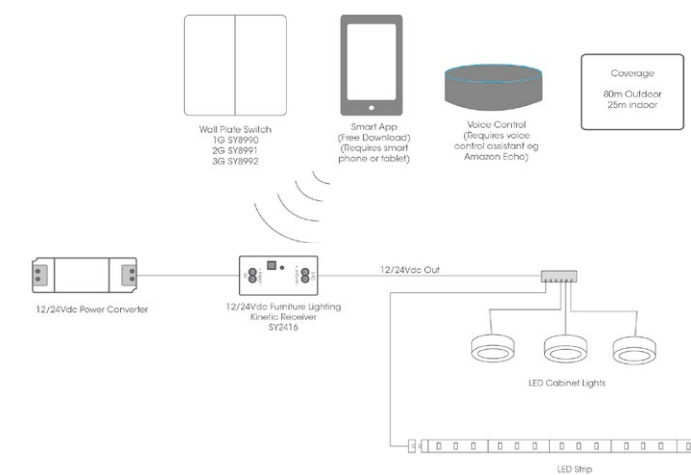 Wall Plate Switch
1G SY8990
2G SY8991
3G SY8992
Smart App
(Free Download)
(Requires smart
phone or tablet)
Voice Control
(Requires voice
control assistant eg
Amazon Echo)
Coverage
80m Outdoor
25m indoor
12/24Vdc Power Converter
12/24Vdc Furniture Lighting
Kinetic Receiver
SY2416
12/24Vdc Out
LED Cabinet Lights
LED Strip